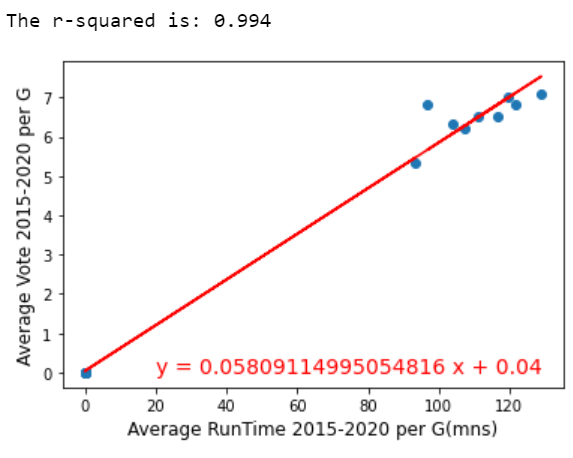 The r-squared is: 0.994
Average Vote 2015-2020 per G
7
6
5
4
3
2
1
0
y = 0.05809114995054816 x + 0.04
0 20 40 60 80 100 120
Average RunTime 2015-2020 per G(mns)